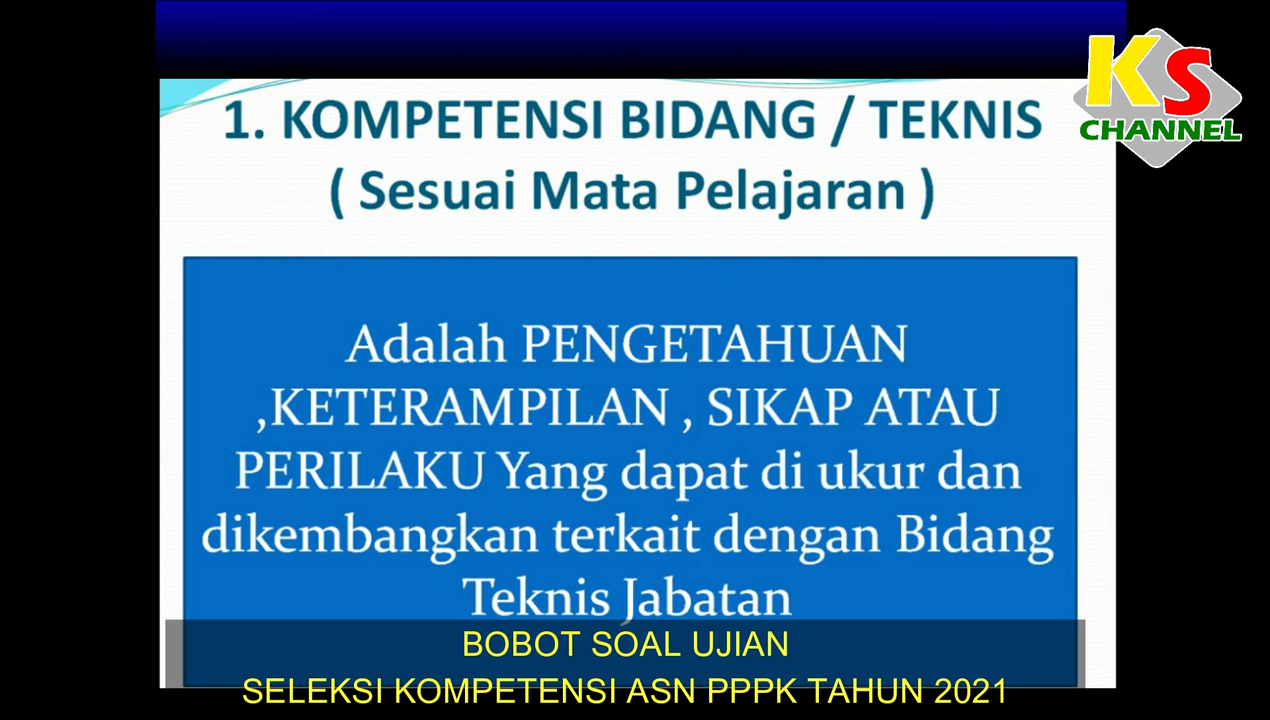 KS
CHANNEL
1. KOMPETENSI BIDANG / TEKNIS
( Sesuai Mata Pelajaran )
Adalah PENGETAHUAN
,KETERAMPILAN , SIKAP ATAU
PERILAKU Yang dapat di ukur dan
dikembangkan terkait dengan Bidang
Teknis Jabatan
BOBOT SOAL UJIAN
SELEKSI KOMPETENSI ASN PPPK TAHUN 2021